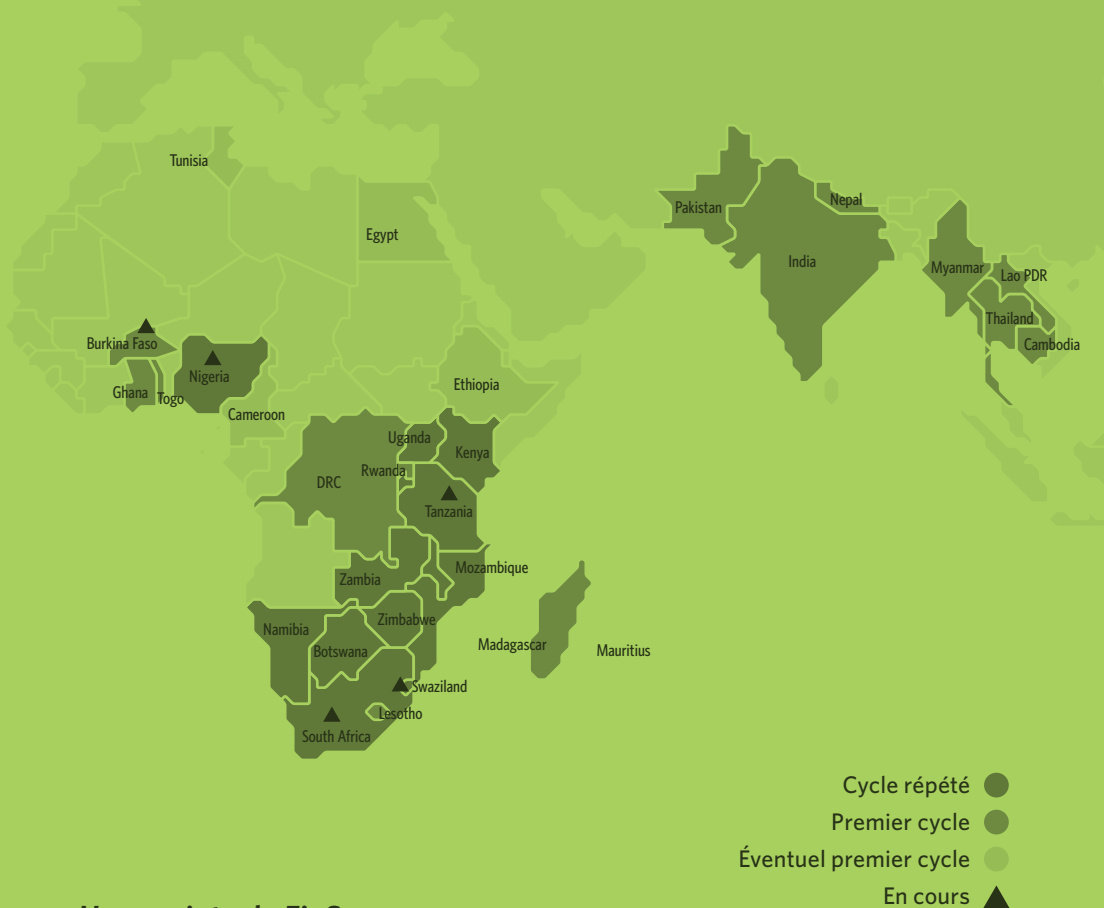 Tunisia
Nepal
Pakistan
Egypt
India
Myanmar
Lao PDR
Thailand
Burkina Faso
Cambodia
Nigeria
Ethiopia
Ghana
Togo
Cameroon
Uganda
Kenya
Rwanda
DRC
Tanzania
Mozambique
Zambia
Zimbabwe
Namibia
Madagascar
Mauritius
Botswana
Swaziland
Lesotho
South Africa
Cycle répété
Premier cycle
Éventuel premier cycle
En cours